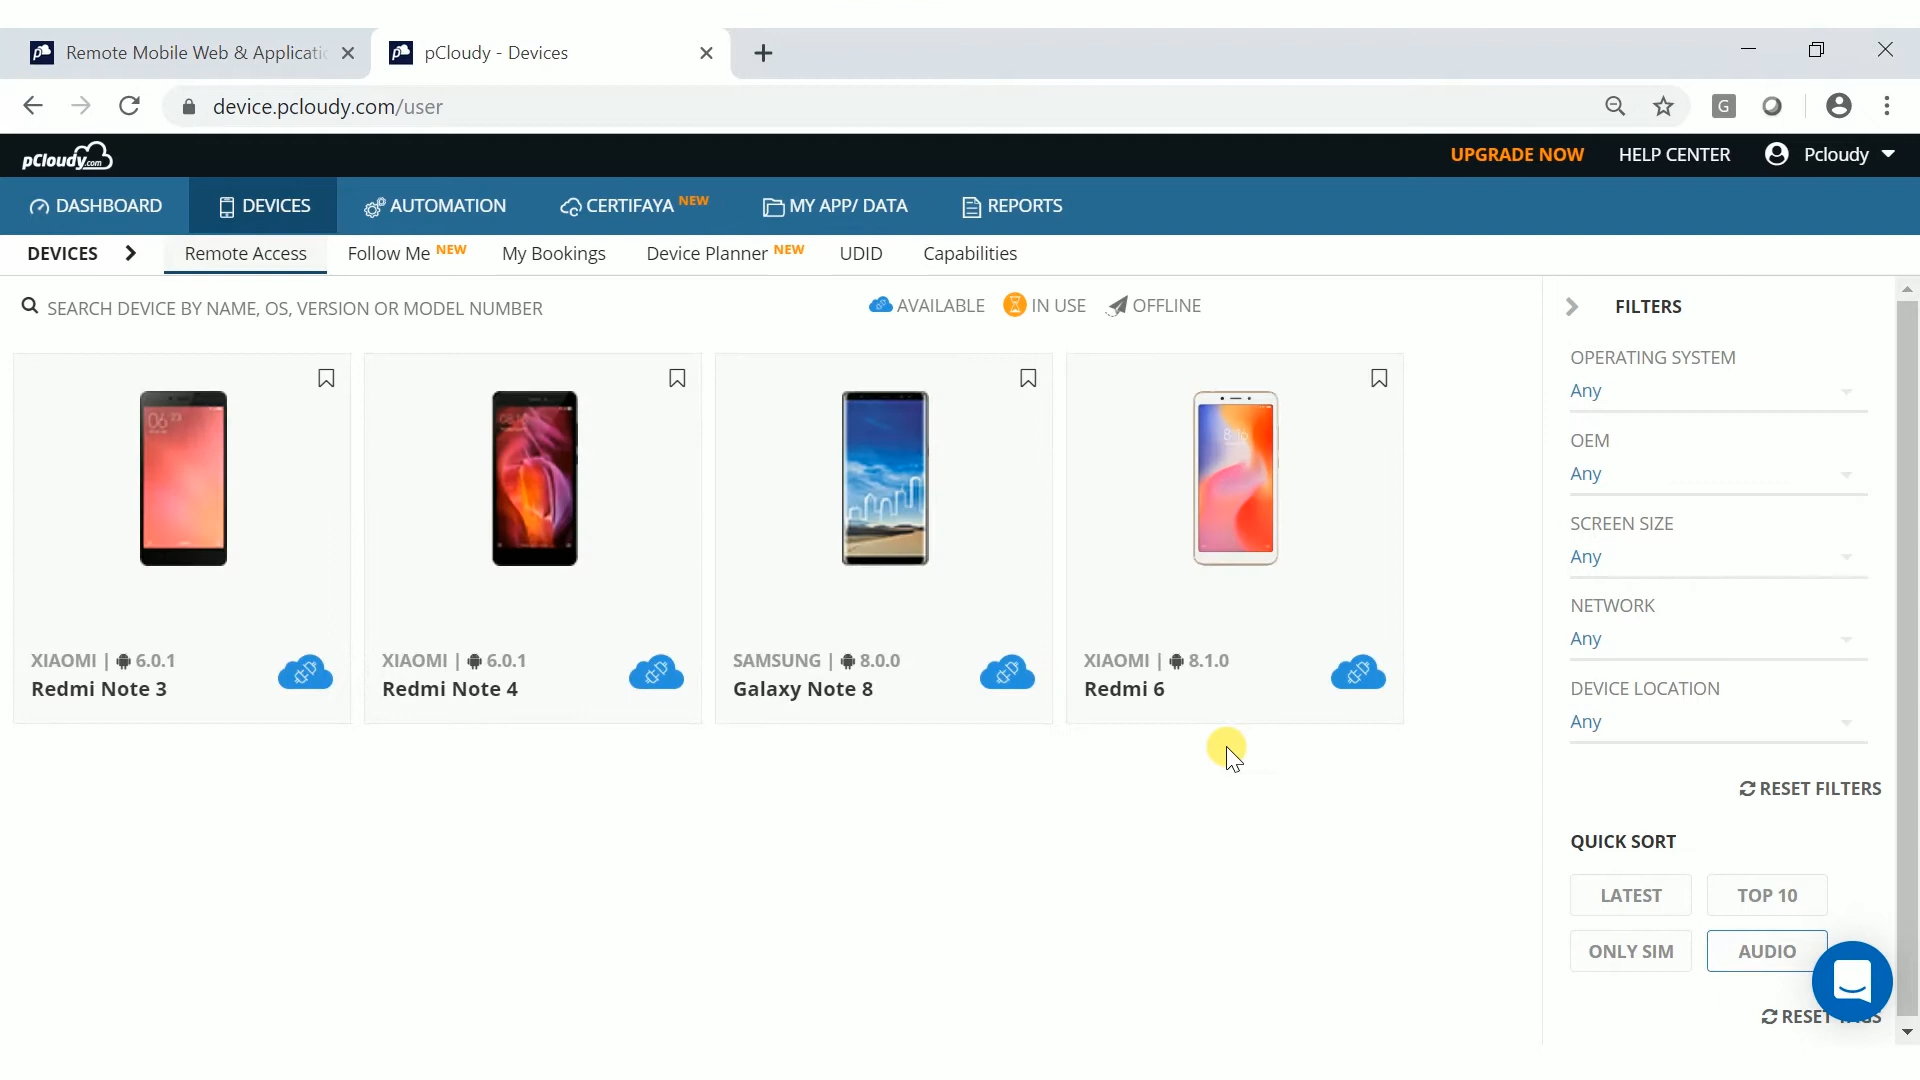 Remote Mobile Web & Applicatic
pCloudy - Devices
device.pcloudy.com/user
G
pCloudy.com
UPGRADE NOW
HELP CENTER
Pcloudy
DASHBOARD
DEVICES
AUTOMATION
CERTIFAYA NEW
MY APP/ DATA
REPORTS
DEVICES
Remote Access
Follow Me NEW
My Bookings
Device Planner NEW
UDID
Capabilities
SEARCH DEVICE BY NAME, OS, VERSION OR MODEL NUMBER
AVAILABLE
IN USE
OFFLINE
XIAOMI | 6.0.1
Redmi Note 3
XIAOMI | 6.0.1
Redmi Note 4
SAMSUNG | 8.0.0
Galaxy Note 8
8:16
XIAOMI | 8.1.0
Redmi 6
FILTERS
OPERATING SYSTEM
Any
OEM
Any
SCREEN SIZE
Any
NETWORK
Any
DEVICE LOCATION
Any
RESET FILTERS
QUICK SORT
LATEST
TOP 10
ONLY SIM
AUDIO
RESET TAGS